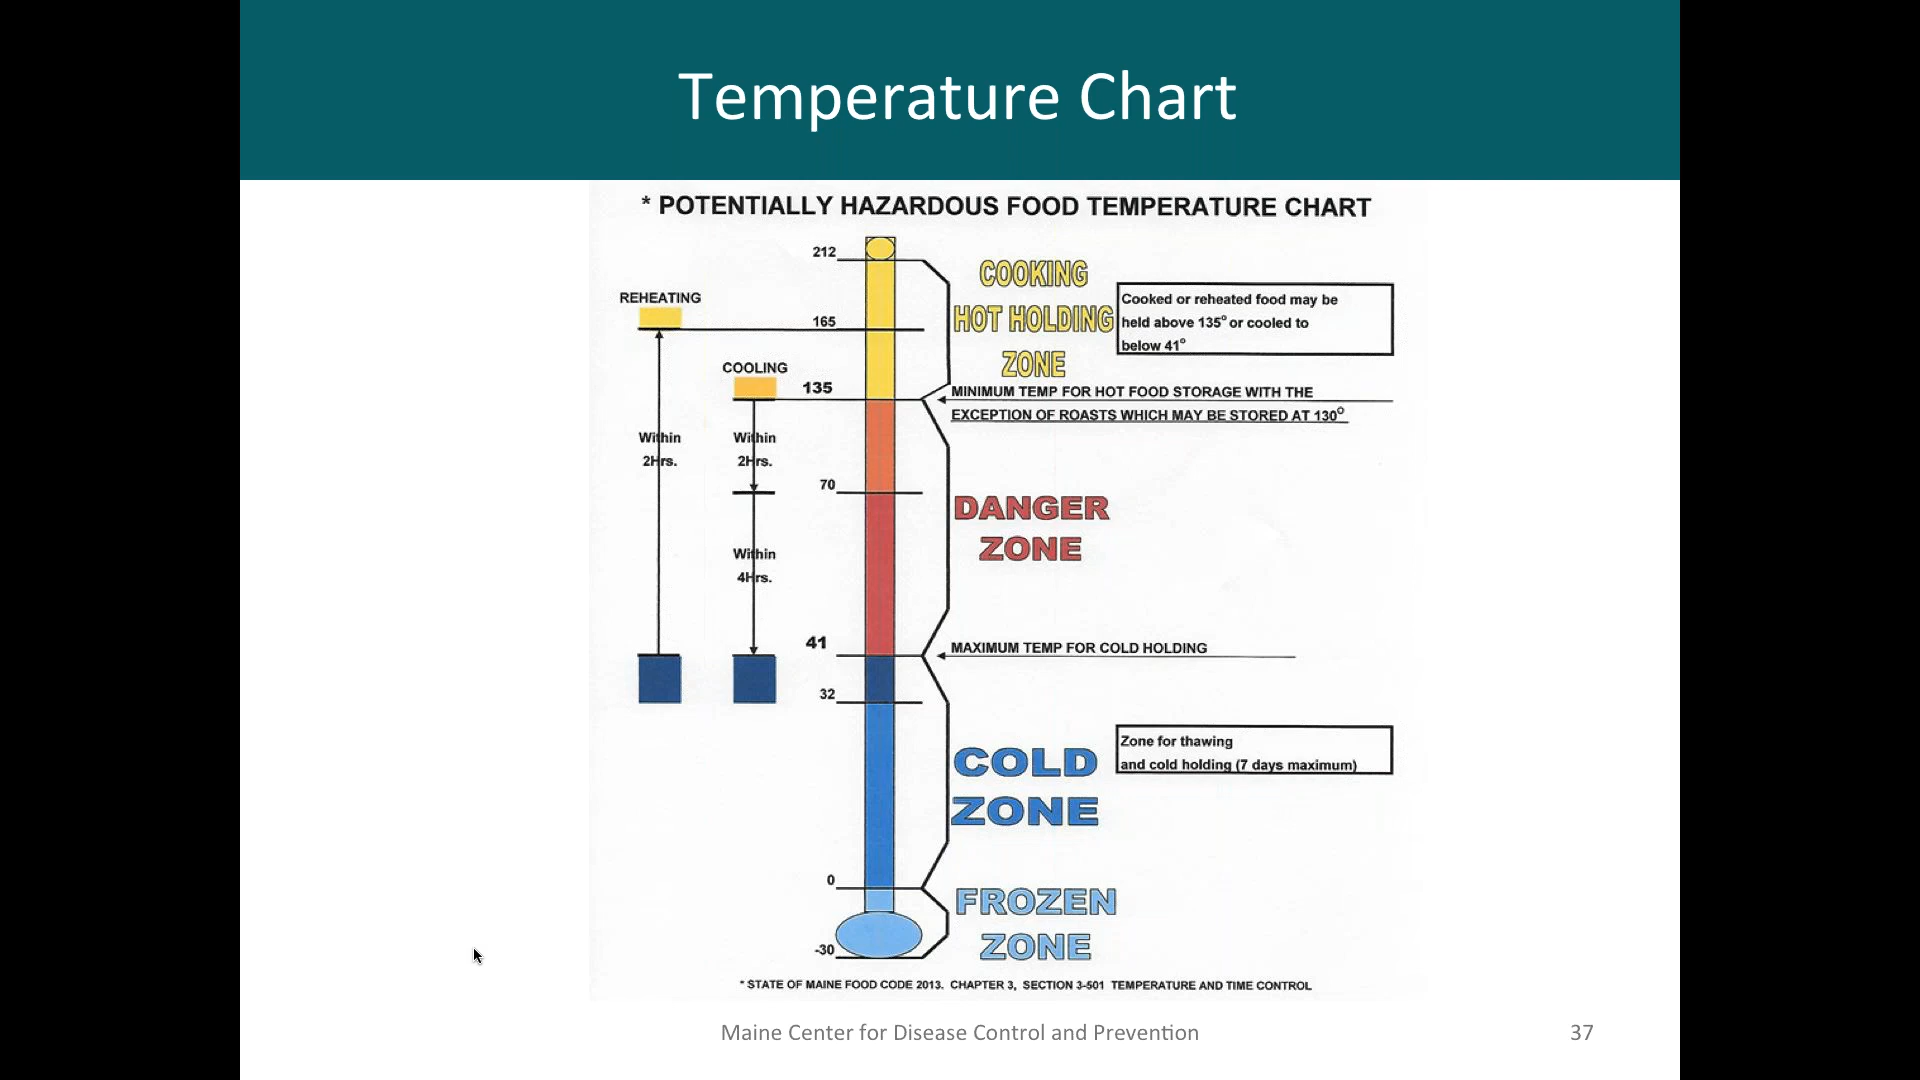 Temperature Chart
* POTENTIALLY HAZARDOUS FOOD TEMPERATURE CHART
212
COOKING
HOT HOLDING
ZONE
Cooked or reheated food may be
held above 135° or cooled to
below 41°
REHEATING
165
COOLING
135
MINIMUM TEMP FOR HOT FOOD STORAGE WITH THE
EXCEPTION OF ROASTS WHICH MAY BE STORED AT 130°
Within
2Hrs.
Within
2Hrs.
70
DANGER
ZONE
Within
4Hrs.
41
MAXIMUM TEMP FOR COLD HOLDING
32
COLD
ZONE
Zone for thawing
and cold holding (7 days maximum)
0
FROZEN
ZONE
-30
* STATE OF MAINE FOOD CODE 2013. CHAPTER 3, SECTION 3-501 TEMPERATURE AND TIME CONTROL
Maine Center for Disease Control and Prevention
37